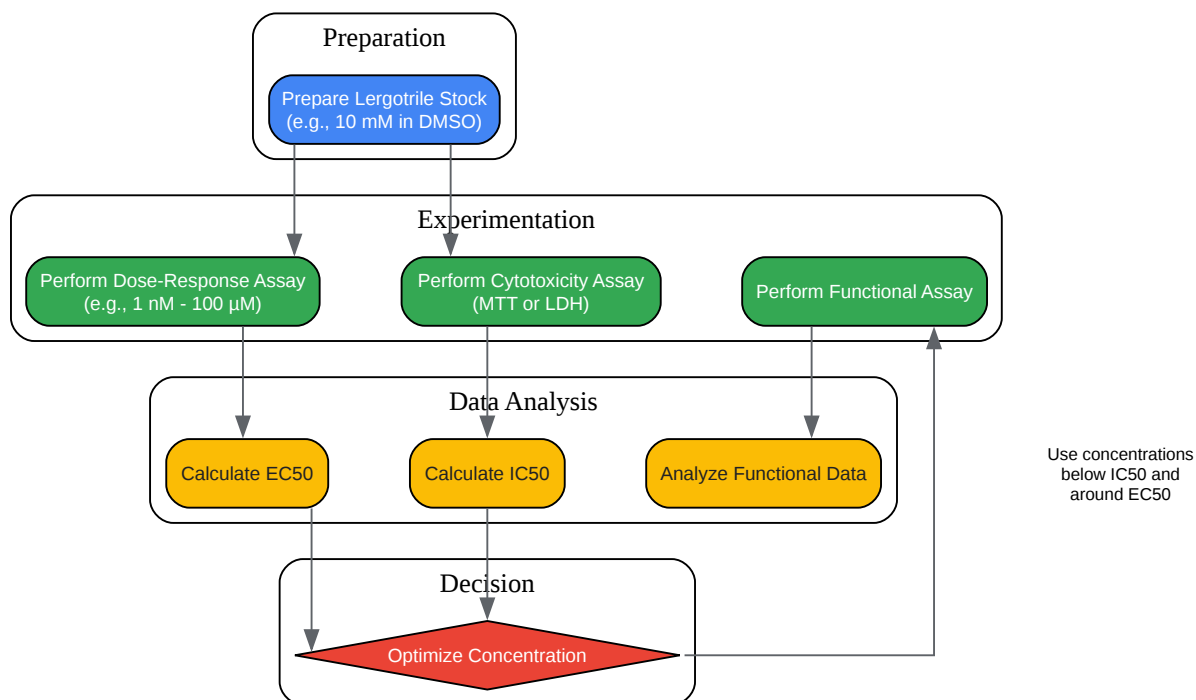 Preparation
Prepare Lergotrile Stock
(e.g., 10 mM in DMSO)
Experimentation
Perform Dose-Response Assay
(e.g., 1 nM - 100 µM)
Perform Cytotoxicity Assay
(MTT or LDH)
Perform Functional Assay
Data Analysis
Calculate EC50
Calculate IC50
Analyze Functional Data
Use concentrations
below IC50 and
around EC50
Decision
Optimize Concentration